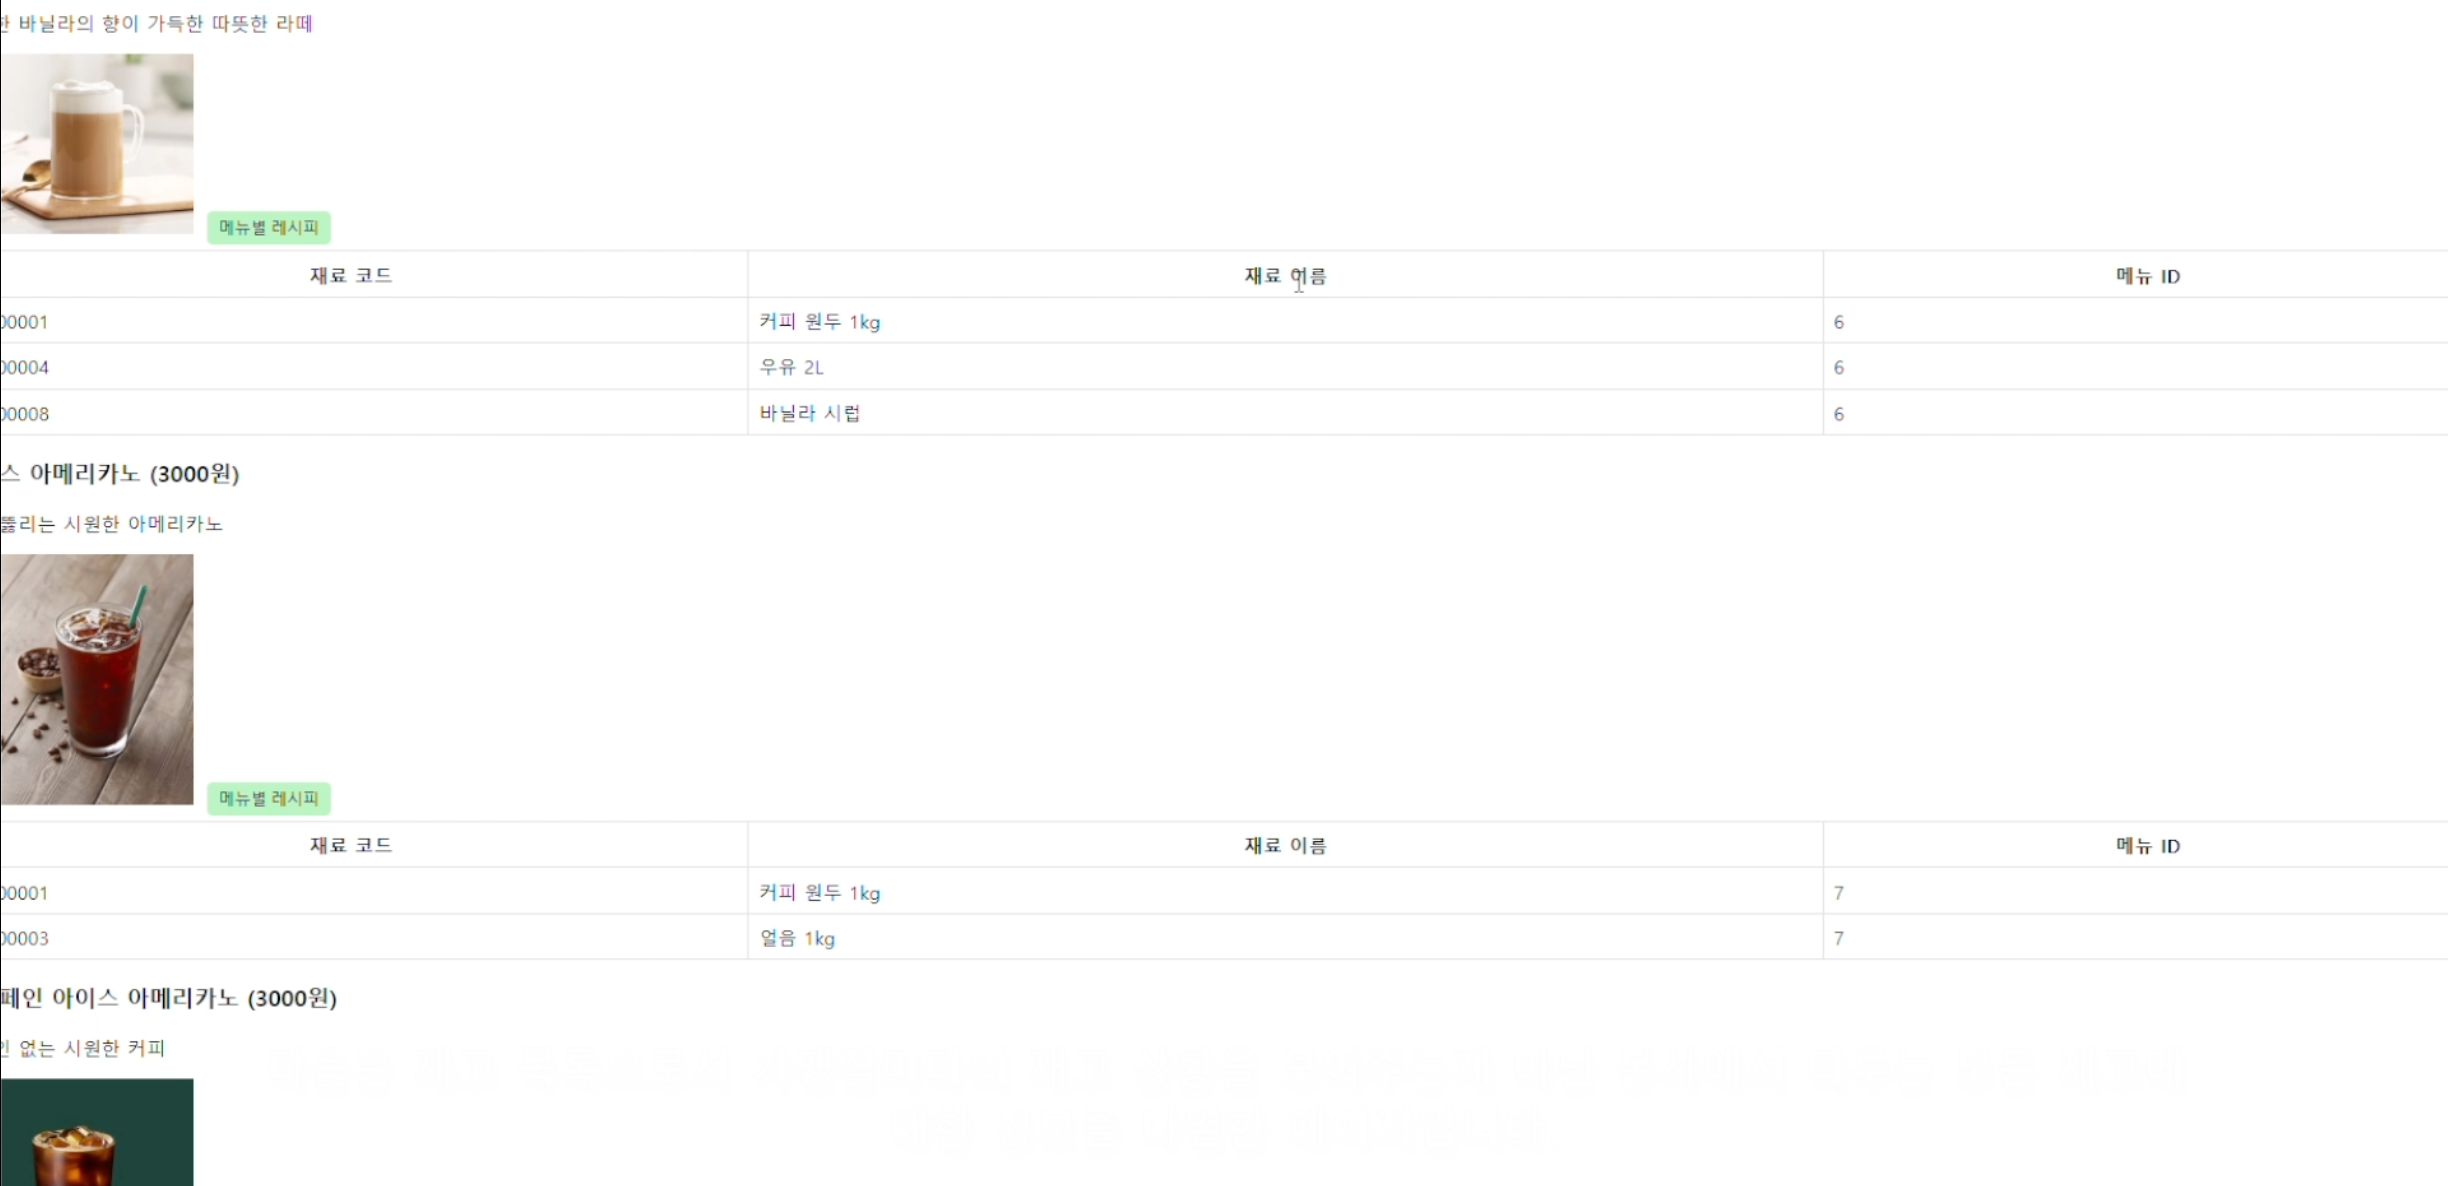 한 바닐라의 향이 가득한 따뜻한 라떼
메뉴별 레시피
재료 코드 재료 이름 메뉴 ID
00001 커피 원두 1kg 6
00004 우유 2L 6
00008 바닐라 시럽 6
스 아메리카노 (3000원)
뚫리는 시원한 아메리카노
메뉴별 레시피
재료 코드 재료 이름 메뉴 ID
00001 커피 원두 1kg 7
00003 얼음 1kg 7
페인 아이스 아메리카노 (3000원)
인 없는 시원한 커피